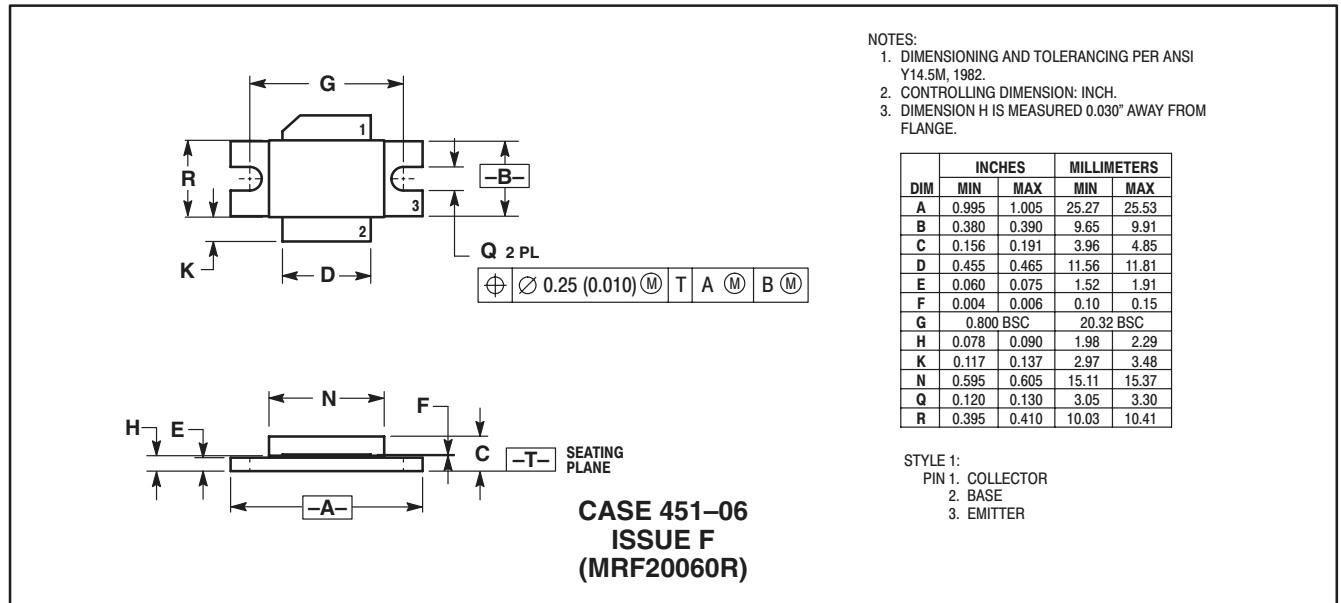 G
1
R
–B–
3
2
Q 2 PL
K
D
⌖ ∅ 0.25 (0.010) Ⓜ T A Ⓜ B Ⓜ
N
F
H
E
C
–T–
SEATING
PLANE
–A–
CASE 451–06
ISSUE F
(MRF20060R)
NOTES:
1. DIMENSIONING AND TOLERANCING PER ANSI
Y14.5M, 1982.
2. CONTROLLING DIMENSION: INCH.
3. DIMENSION H IS MEASURED 0.030” AWAY FROM
FLANGE.
INCHES MILLIMETERS
DIM MIN MAX MIN MAX
A 0.995 1.005 25.27 25.53
B 0.380 0.390 9.65 9.91
C 0.156 0.191 3.96 4.85
D 0.455 0.465 11.56 11.81
E 0.060 0.075 1.52 1.91
F 0.004 0.006 0.10 0.15
G 0.800 BSC 20.32 BSC
H 0.078 0.090 1.98 2.29
K 0.117 0.137 2.97 3.48
N 0.595 0.605 15.11 15.37
Q 0.120 0.130 3.05 3.30
R 0.395 0.410 10.03 10.41
STYLE 1:
PIN 1. COLLECTOR
2. BASE
3. EMITTER